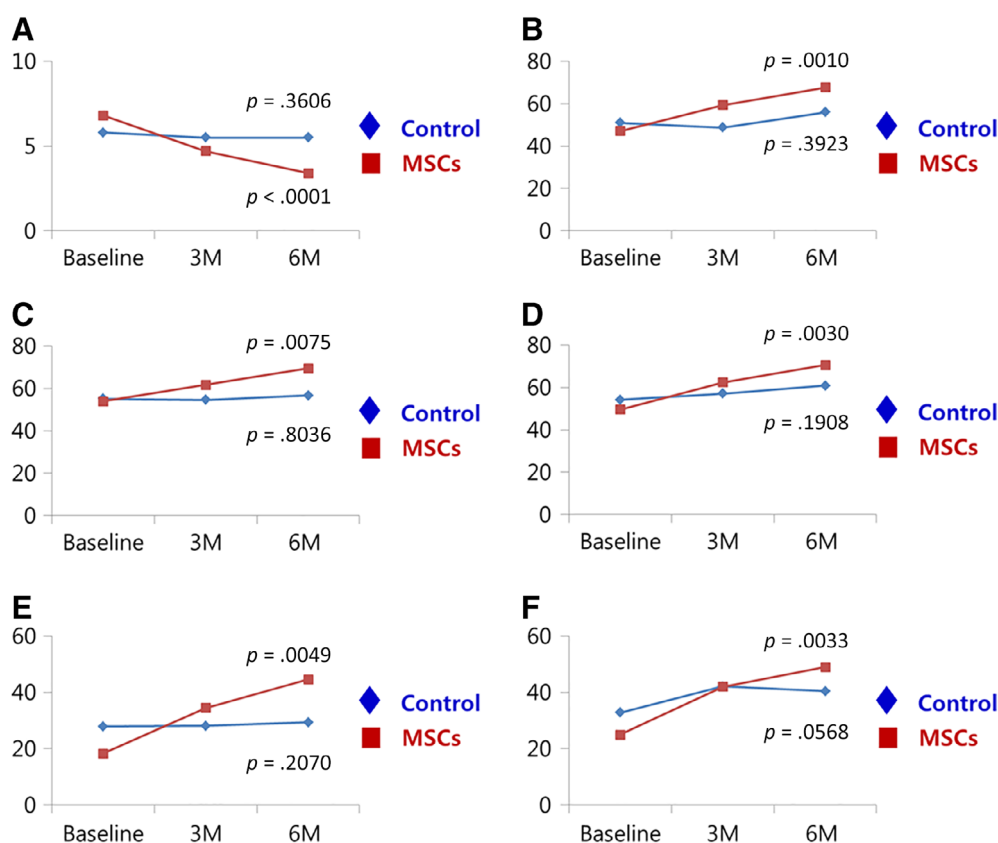 A
10
5
0
p = .3606
p < .0001
Baseline 3M 6M
Control
MSCs
B
80
60
40
20
0
p = .0010
p = .3923
Baseline 3M 6M
Control
MSCs
C
80
60
40
20
0
p = .0075
p = .8036
Baseline 3M 6M
Control
MSCs
D
80
60
40
20
0
p = .0030
p = .1908
Baseline 3M 6M
Control
MSCs
E
60
40
20
0
p = .0049
p = .2070
Baseline 3M 6M
Control
MSCs
F
60
40
20
0
p = .0033
p = .0568
Baseline 3M 6M
Control
MSCs